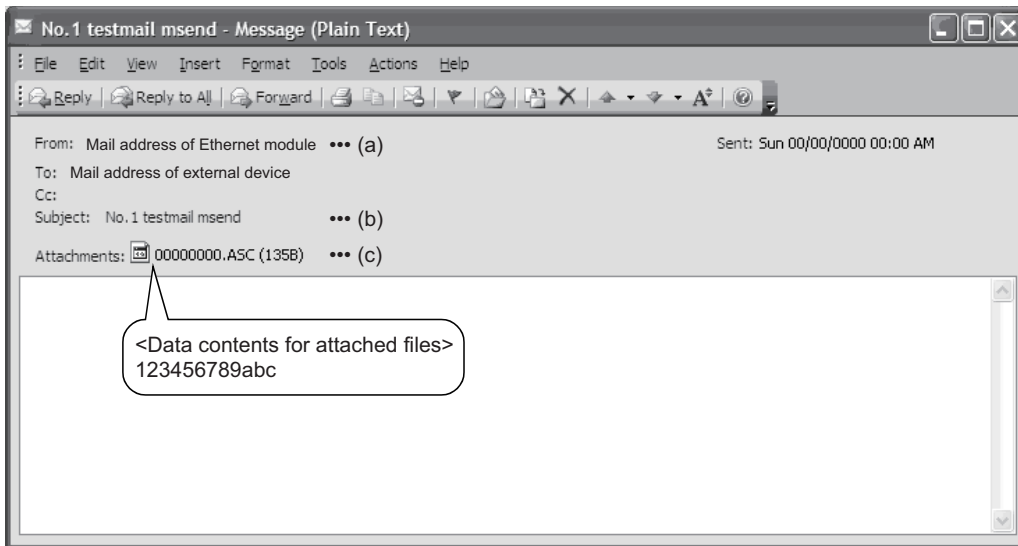 No.1 testmail msend - Message (Plain Text)
File Edit View Insert Format Tools Actions Help
Reply Reply to All Forward A
From: Mail address of Ethernet module ••• (a) Sent: Sun 00/00/0000 00:00 AM
To: Mail address of external device
Cc:
Subject: No.1 testmail msend ••• (b)
Attachments: 00000000.ASC (135B) ••• (c)
<Data contents for attached files>
123456789abc